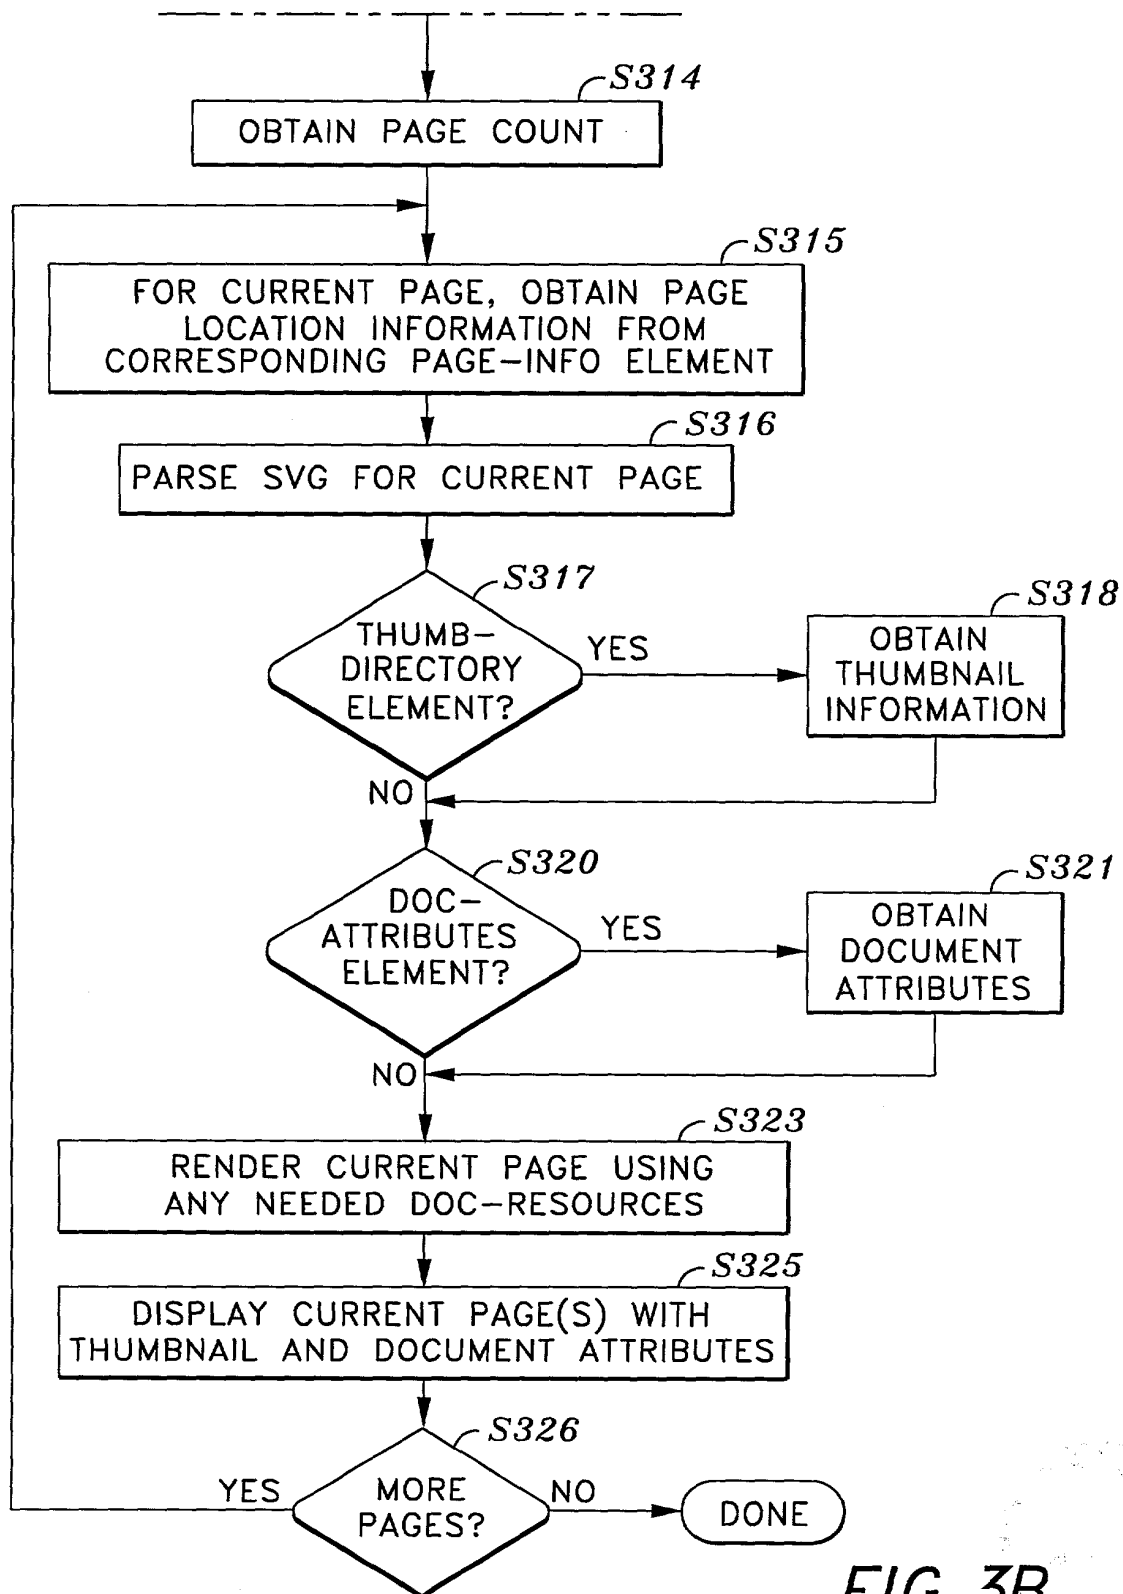 S314
OBTAIN PAGE COUNT
S315
FOR CURRENT PAGE, OBTAIN PAGE
LOCATION INFORMATION FROM
CORRESPONDING PAGE-INFO ELEMENT
S316
PARSE SVG FOR CURRENT PAGE
S317
THUMB-
DIRECTORY
ELEMENT?
YES
S318
OBTAIN
THUMBNAIL
INFORMATION
NO
S320
DOC-
ATTRIBUTES
ELEMENT?
YES
S321
OBTAIN
DOCUMENT
ATTRIBUTES
NO
S323
RENDER CURRENT PAGE USING
ANY NEEDED DOC-RESOURCES
S325
DISPLAY CURRENT PAGE(S) WITH
THUMBNAIL AND DOCUMENT ATTRIBUTES
S326
YES
MORE
PAGES?
NO
DONE
FIG. 3B